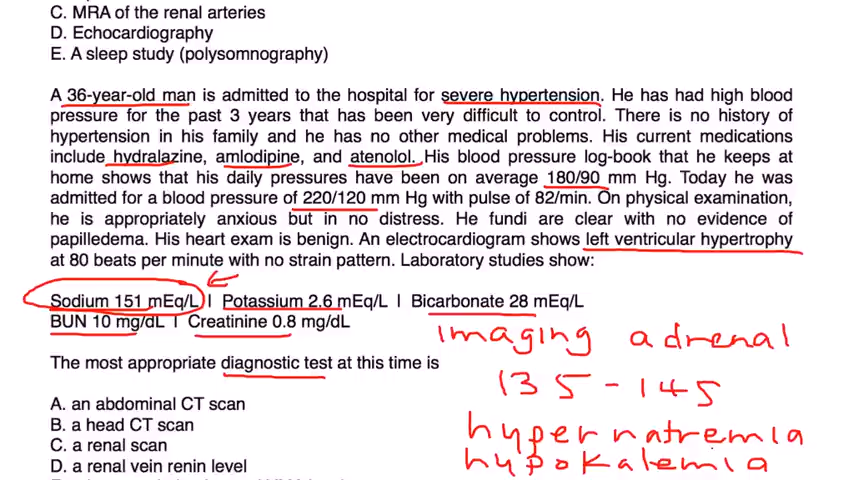 C. MRA of the renal arteries
D. Echocardiography
E. A sleep study (polysomnography)
A 36-year-old man is admitted to the hospital for severe hypertension. He has had high blood
pressure for the past 3 years that has been very difficult to control. There is no history of
hypertension in his family and he has no other medical problems. His current medications
include hydralazine, amlodipine, and atenolol. His blood pressure log-book that he keeps at
home shows that his daily pressures have been on average 180/90 mm Hg. Today he was
admitted for a blood pressure of 220/120 mm Hg with pulse of 82/min. On physical examination,
he is appropriately anxious but in no distress. He fundi are clear with no evidence of
papilledema. His heart exam is benign. An electrocardiogram shows left ventricular hypertrophy
at 80 beats per minute with no strain pattern. Laboratory studies show:
Sodium 151 mEq/L | Potassium 2.6 mEq/L | Bicarbonate 28 mEq/L
BUN 10 mg/dL | Creatinine 0.8 mg/dL
imaging adrenal
The most appropriate diagnostic test at this time is
135-145
A. an abdominal CT scan
B. a head CT scan
hypernatremia
C. a renal scan
D. a renal vein renin level
hypokalemia